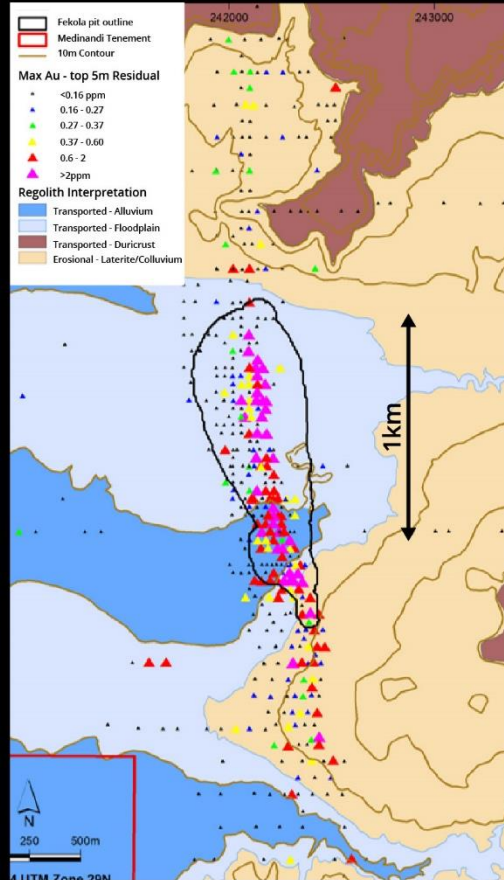 242000 243000
Fekola pit outline
Medinandi Tenement
10m Contour
Max Au - top 5m Residual
<0.16 ppm
0.16 - 0.27
0.27 - 0.37
0.37 - 0.60
0.6 - 2
>2ppm
Regolith Interpretation
Transported - Alluvium
Transported - Floodplain
Transported - Duricrust
Erosional - Laterite/Colluvium
1km
N
250 500m
4 UTM Zone 29N